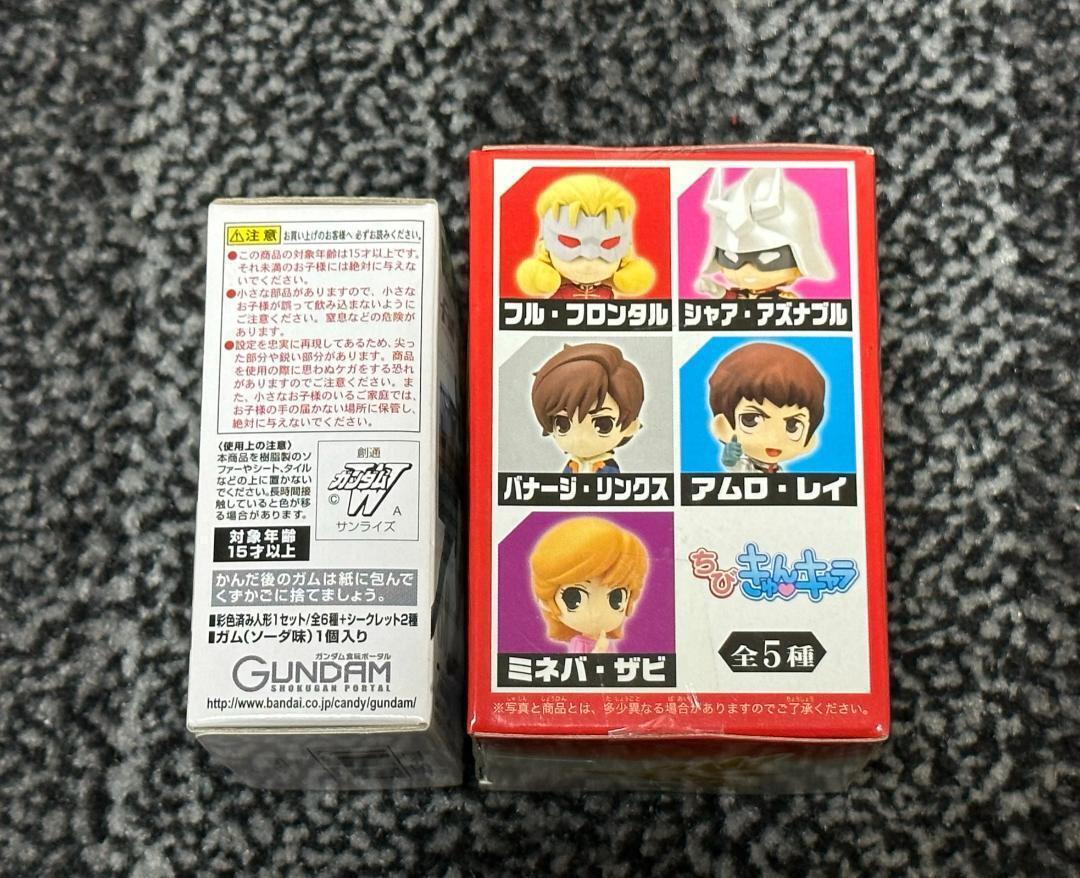 ⚠注意 お買い上げのお客様へ 必ずお読みください。
●この商品の対象年齢は15才以上です。
それ未満のお子様には絶対に与えな
いでください。
●小さな部品がありますので、小さな
お子様が誤って飲み込まないように
ご注意ください。窒息などの危険が
あります。
●設定を忠実に再現してあるため、尖っ
た部分や鋭い部分があります。商品
を使用の際に思わぬケガをする恐れ
がありますのでご注意ください。ま
た、小さなお子様のいるご家庭では、
お子様の手の届かない場所に保管し、
絶対に与えないでください。
〈使用上の注意〉
本商品を樹脂製のソ
ファーやシート、タイル
などの上に置かない
でください。長時間接
触していると色が移
る場合があります。
創通
ガンダムW
© A
サンライズ
対象年齢
15才以上
かんだ後のガムは紙に包んで
くずかごに捨てましょう。
■彩色済み人形1セット/全6種+シークレット2種
■ガム(ソーダ味)1個入り
ガンダム食玩ポータル
GUNDAM
SHOKUGAN PORTAL
http://www.bandai.co.jp/candy/gundam/
フル・フロンタル
シャア・アズナブル
バナージ・リンクス
アムロ・レイ
ミネバ・ザビ
ちびきゅんキャラ
全5種
※写真と商品とは、多少異なる場合がありますのでご了承ください。